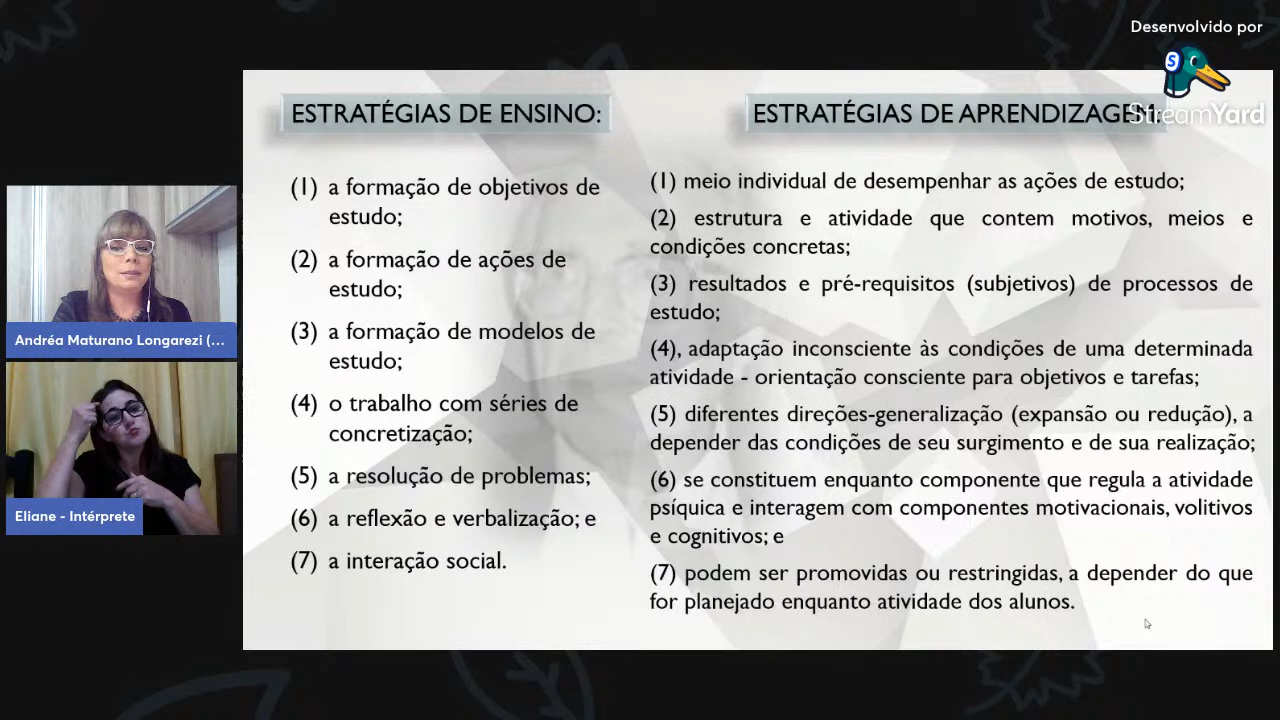 Desenvolvido por
StreamYard
ESTRATÉGIAS DE ENSINO:
(1) a formação de objetivos de
estudo;
(2) a formação de ações de
estudo;
(3) a formação de modelos de
estudo;
(4) o trabalho com séries de
concretização;
(5) a resolução de problemas;
(6) a reflexão e verbalização; e
(7) a interação social.
ESTRATÉGIAS DE APRENDIZAGEM:
(1) meio individual de desempenhar as ações de estudo;
(2) estrutura e atividade que contem motivos, meios e
condições concretas;
(3) resultados e pré-requisitos (subjetivos) de processos de
estudo;
(4), adaptação inconsciente às condições de uma determinada
atividade - orientação consciente para objetivos e tarefas;
(5) diferentes direções-generalização (expansão ou redução), a
depender das condições de seu surgimento e de sua realização;
(6) se constituem enquanto componente que regula a atividade
psíquica e interagem com componentes motivacionais, volitivos
e cognitivos; e
(7) podem ser promovidas ou restringidas, a depender do que
for planejado enquanto atividade dos alunos.
Andréa Maturano Longarezi (...
Eliane - Intérprete